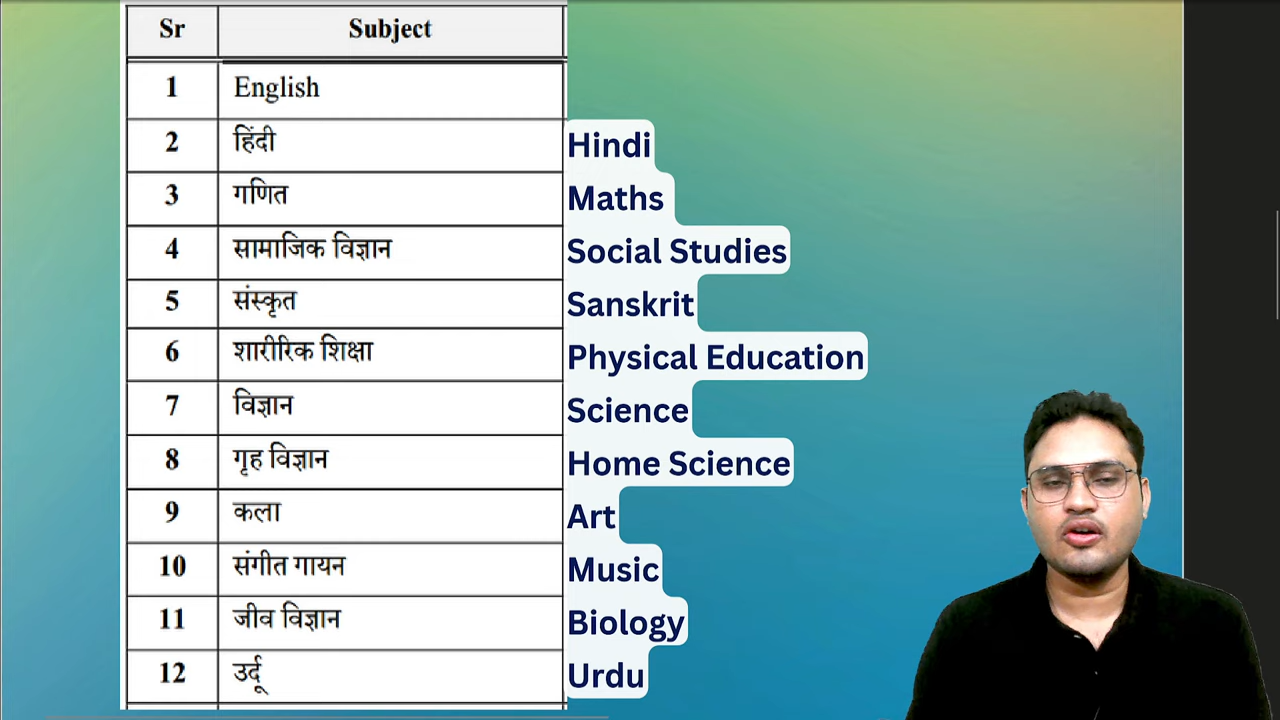 Sr Subject
1 English
2 हिंदी Hindi
3 गणित Maths
4 सामाजिक विज्ञान Social Studies
5 संस्कृत Sanskrit
6 शारीरिक शिक्षा Physical Education
7 विज्ञान Science
8 गृह विज्ञान Home Science
9 कला Art
10 संगीत गायन Music
11 जीव विज्ञान Biology
12 उर्दू Urdu